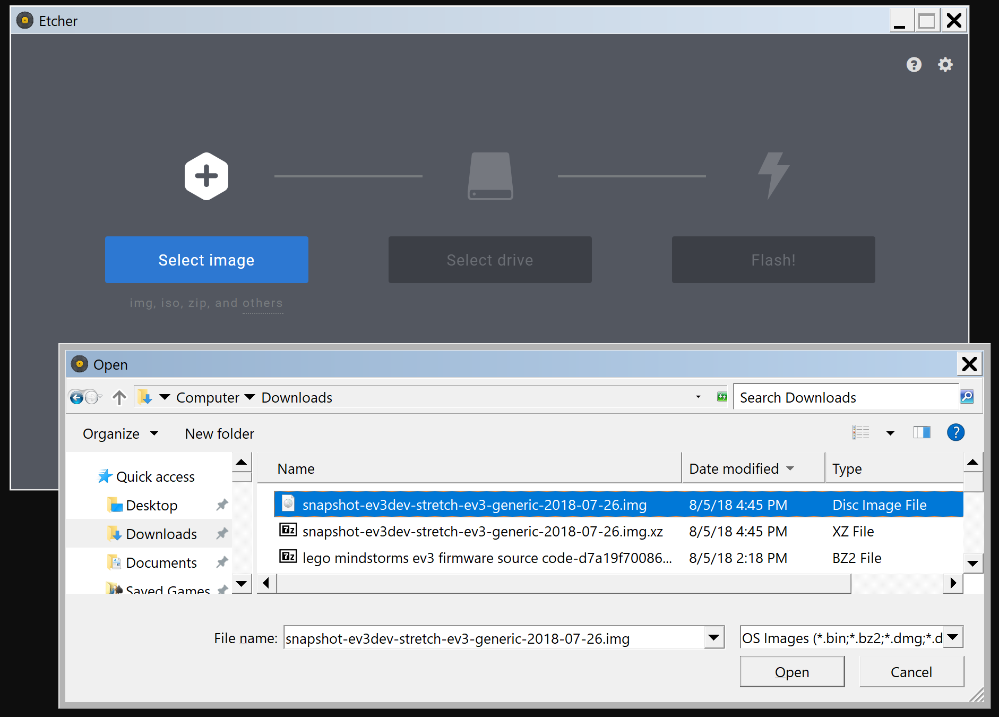 Etcher
Select image
Select drive
Flash!
img, iso, zip, and others
Open
Computer
Downloads
Search Downloads
Organize
New folder
Quick access
Desktop
Downloads
Documents
Saved Games
Name
Date modified
Type
snapshot-ev3dev-stretch-ev3-generic-2018-07-26.img 8/5/18 4:45 PM Disc Image File
snapshot-ev3dev-stretch-ev3-generic-2018-07-26.img.xz 8/5/18 4:45 PM XZ File
lego mindstorms ev3 firmware source code-d7a19f70086... 8/5/18 2:18 PM BZ2 File
File name: snapshot-ev3dev-stretch-ev3-generic-2018-07-26.img
OS Images (*.bin;*.bz2;*.dmg;*.d
Open
Cancel